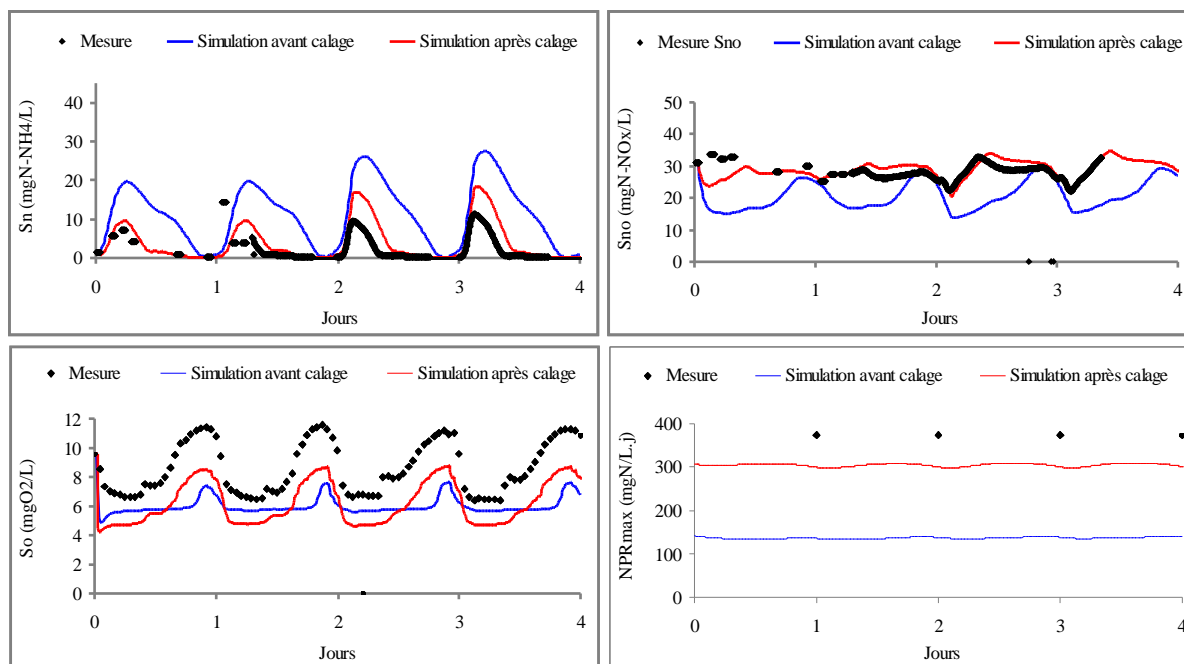 Mesure Simulation avant calage Simulation après calage
Sn (mgN-NH4/L)
40
30
20
10
0
0 1 2 3 4
Jours
Mesure Sno Simulation avant calage Simulation après calage
Sno (mgN-NOx/L)
50
40
30
20
10
0
0 1 2 3 4
Jours
Mesure Simulation avant calage Simulation après calage
So (mgO2/L)
12
10
8
6
4
2
0
0 1 2 3 4
Jours
Mesure Simulation avant calage Simulation après calage
NPRmax (mgN/L.j)
400
300
200
100
0
0 1 2 3 4
Jours